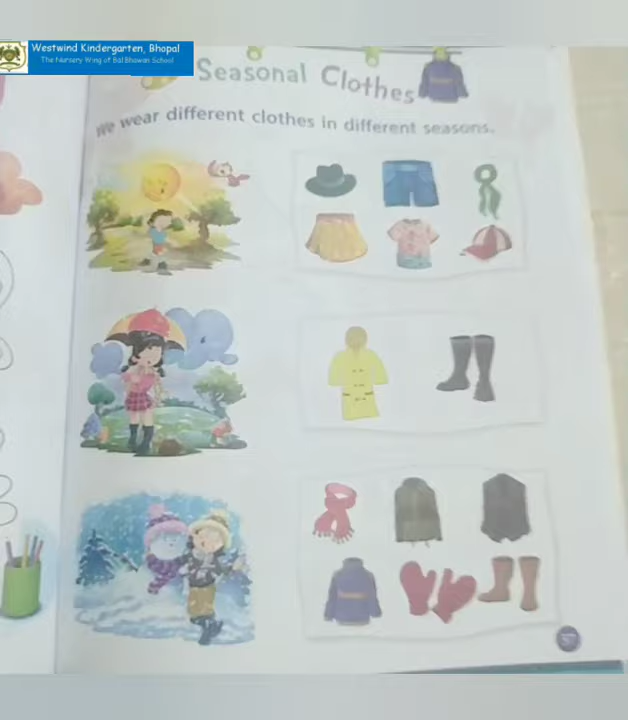 Westwind Kindergarten, Bhopal
The Nursery Wing of Bal Bhawan School
Seasonal Clothes
We wear different clothes in different seasons.